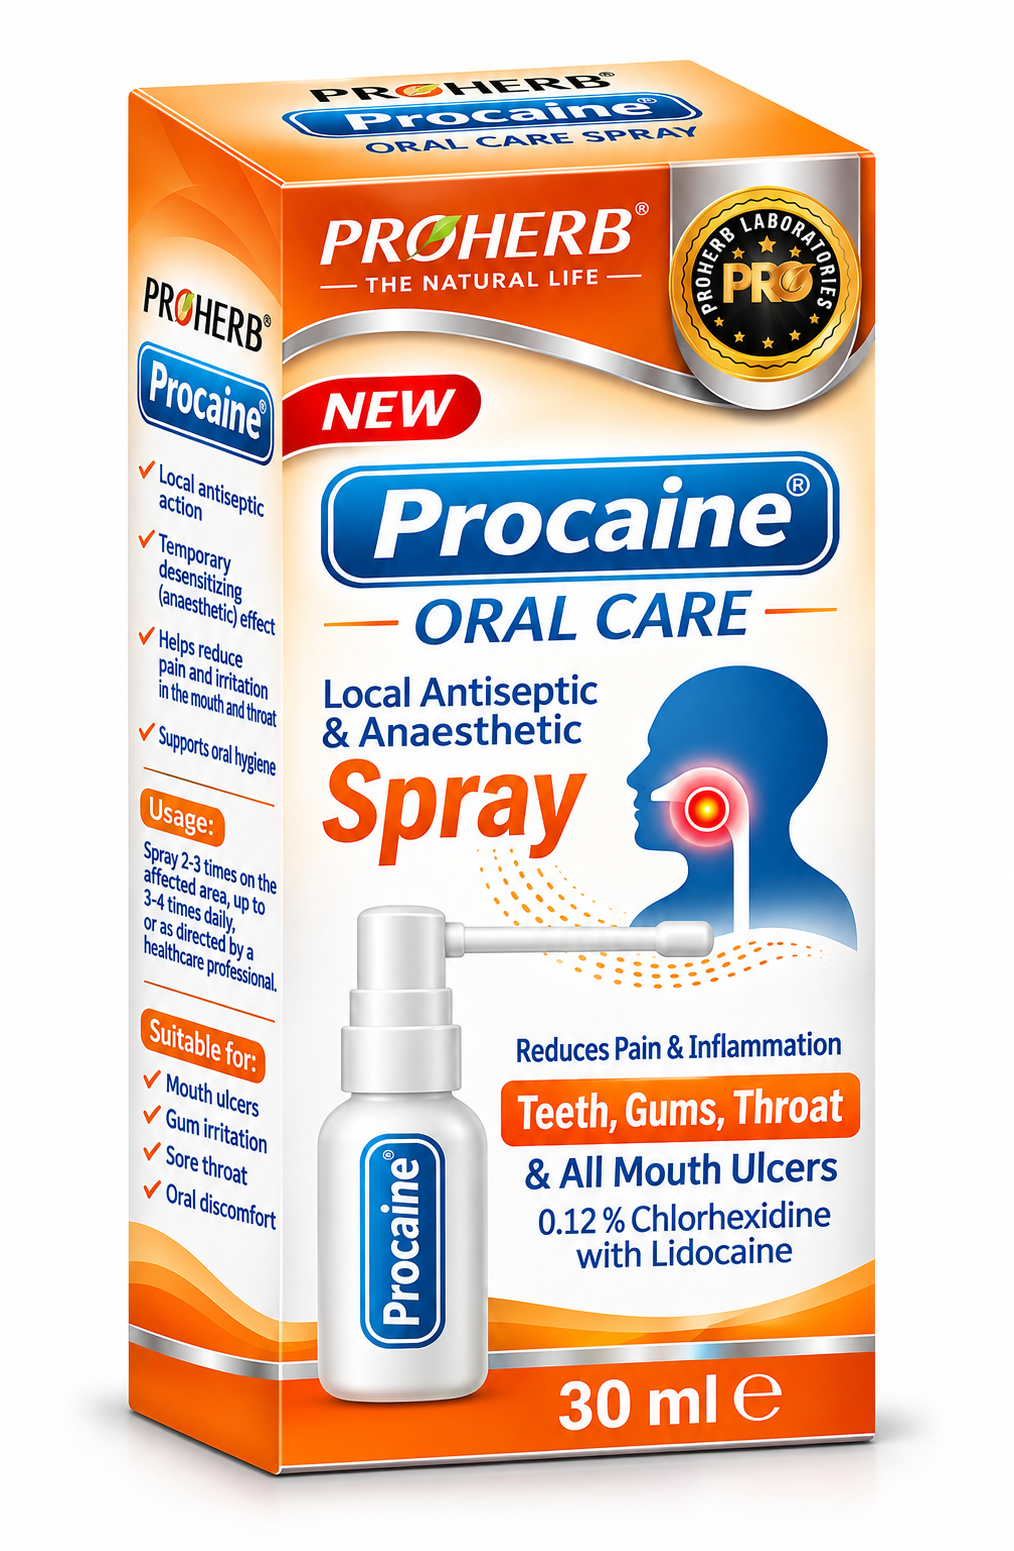 PROHERB®
Procaine®
ORAL CARE SPRAY
PROHERB®
THE NATURAL LIFE
PROHERB LABORATORIES
PRO
NEW
Procaine®
ORAL CARE
Local Antiseptic
& Anaesthetic
Spray
Reduces Pain & Inflammation
Teeth, Gums, Throat
& All Mouth Ulcers
0.12 % Chlorhexidine
with Lidocaine
Procaine®
30 ml ℮
PROHERB®
Procaine®
Local antiseptic
action
Temporary
desensitizing
(anaesthetic) effect
Helps reduce
pain and irritation
in the mouth and throat
Supports oral hygiene
Usage:
Spray 2-3 times on the
affected area, up to
3-4 times daily,
or as directed by a
healthcare professional.
Suitable for:
Mouth ulcers
Gum irritation
Sore throat
Oral discomfort